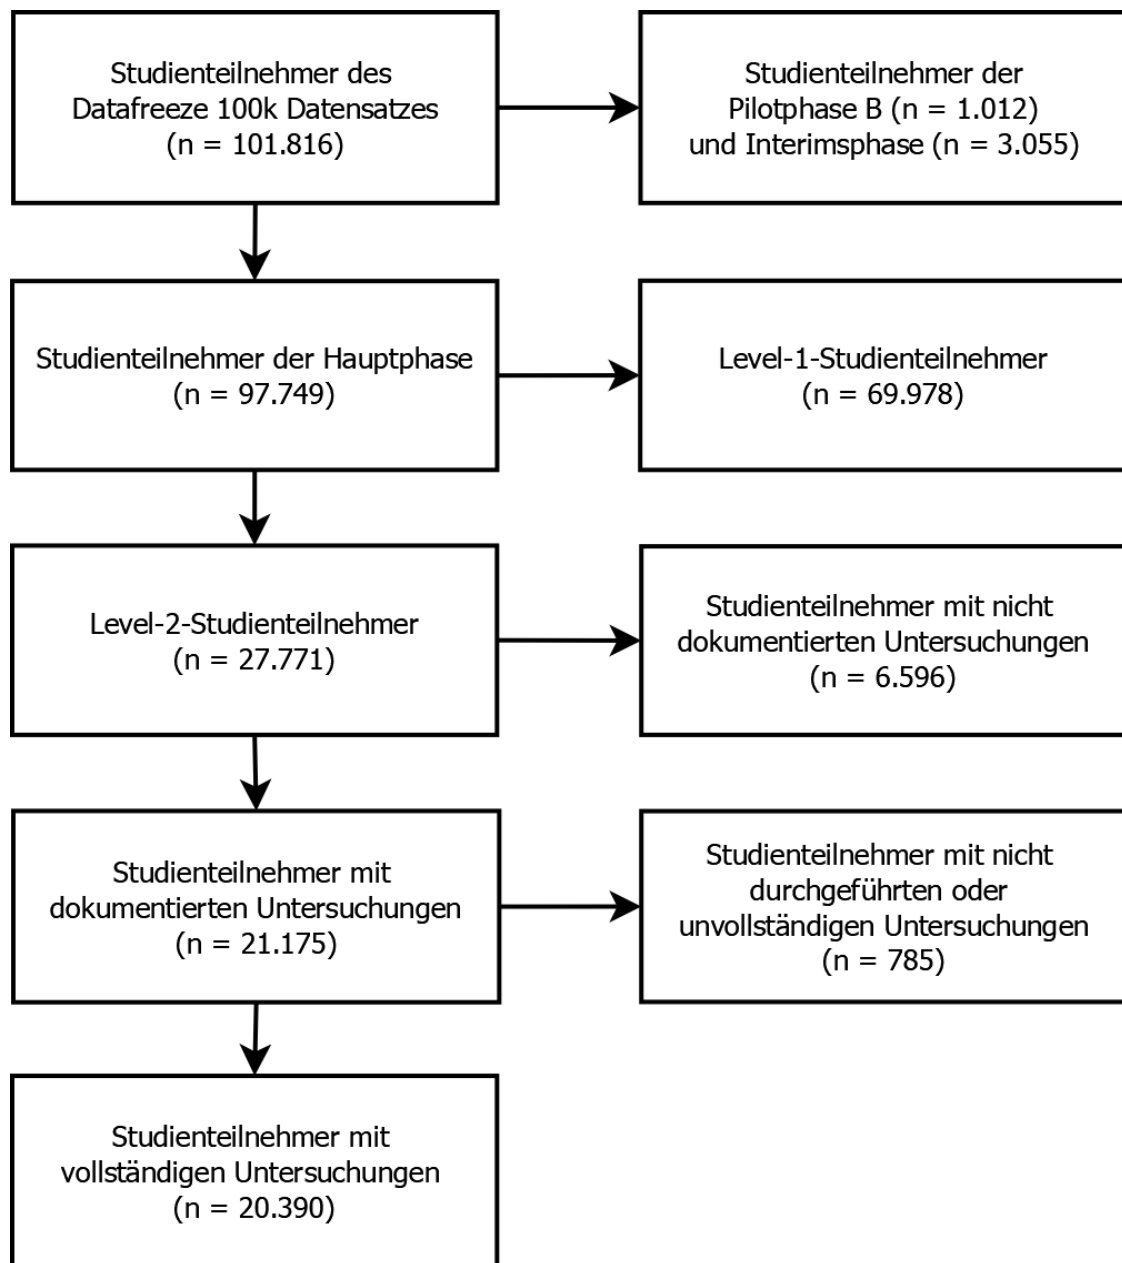 Studienteilnehmer des
Datafreeze 100k Datensatzes
(n = 101.816)
Studienteilnehmer der
Pilotphase B (n = 1.012)
und Interimsphase (n = 3.055)
Studienteilnehmer der Hauptphase
(n = 97.749)
Level-1-Studienteilnehmer
(n = 69.978)
Level-2-Studienteilnehmer
(n = 27.771)
Studienteilnehmer mit nicht
dokumentierten Untersuchungen
(n = 6.596)
Studienteilnehmer mit
dokumentierten Untersuchungen
(n = 21.175)
Studienteilnehmer mit nicht
durchgeführten oder
unvollständigen Untersuchungen
(n = 785)
Studienteilnehmer mit
vollständigen Untersuchungen
(n = 20.390)